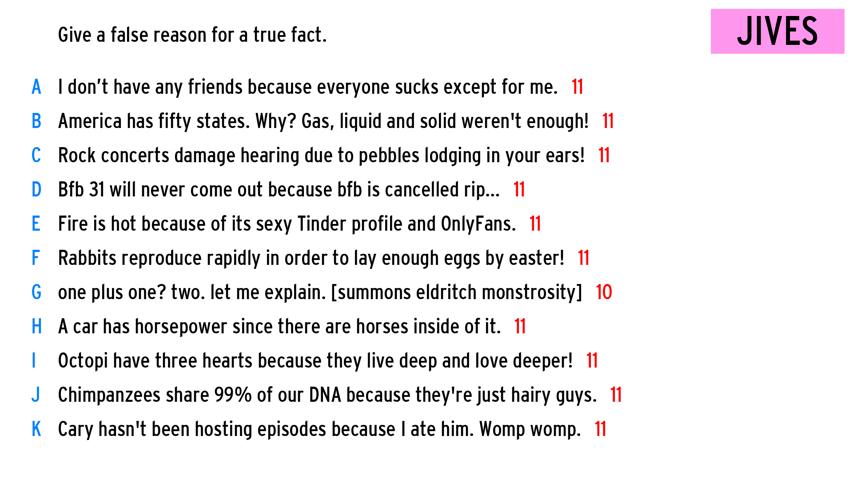 JIVES
Give a false reason for a true fact.
A I don’t have any friends because everyone sucks except for me. 11
B America has fifty states. Why? Gas, liquid and solid weren't enough! 11
C Rock concerts damage hearing due to pebbles lodging in your ears! 11
D Bfb 31 will never come out because bfb is cancelled rip... 11
E Fire is hot because of its sexy Tinder profile and OnlyFans. 11
F Rabbits reproduce rapidly in order to lay enough eggs by easter! 11
G one plus one? two. let me explain. [summons eldritch monstrosity] 10
H A car has horsepower since there are horses inside of it. 11
I Octopi have three hearts because they live deep and love deeper! 11
J Chimpanzees share 99% of our DNA because they're just hairy guys. 11
K Cary hasn't been hosting episodes because I ate him. Womp womp. 11